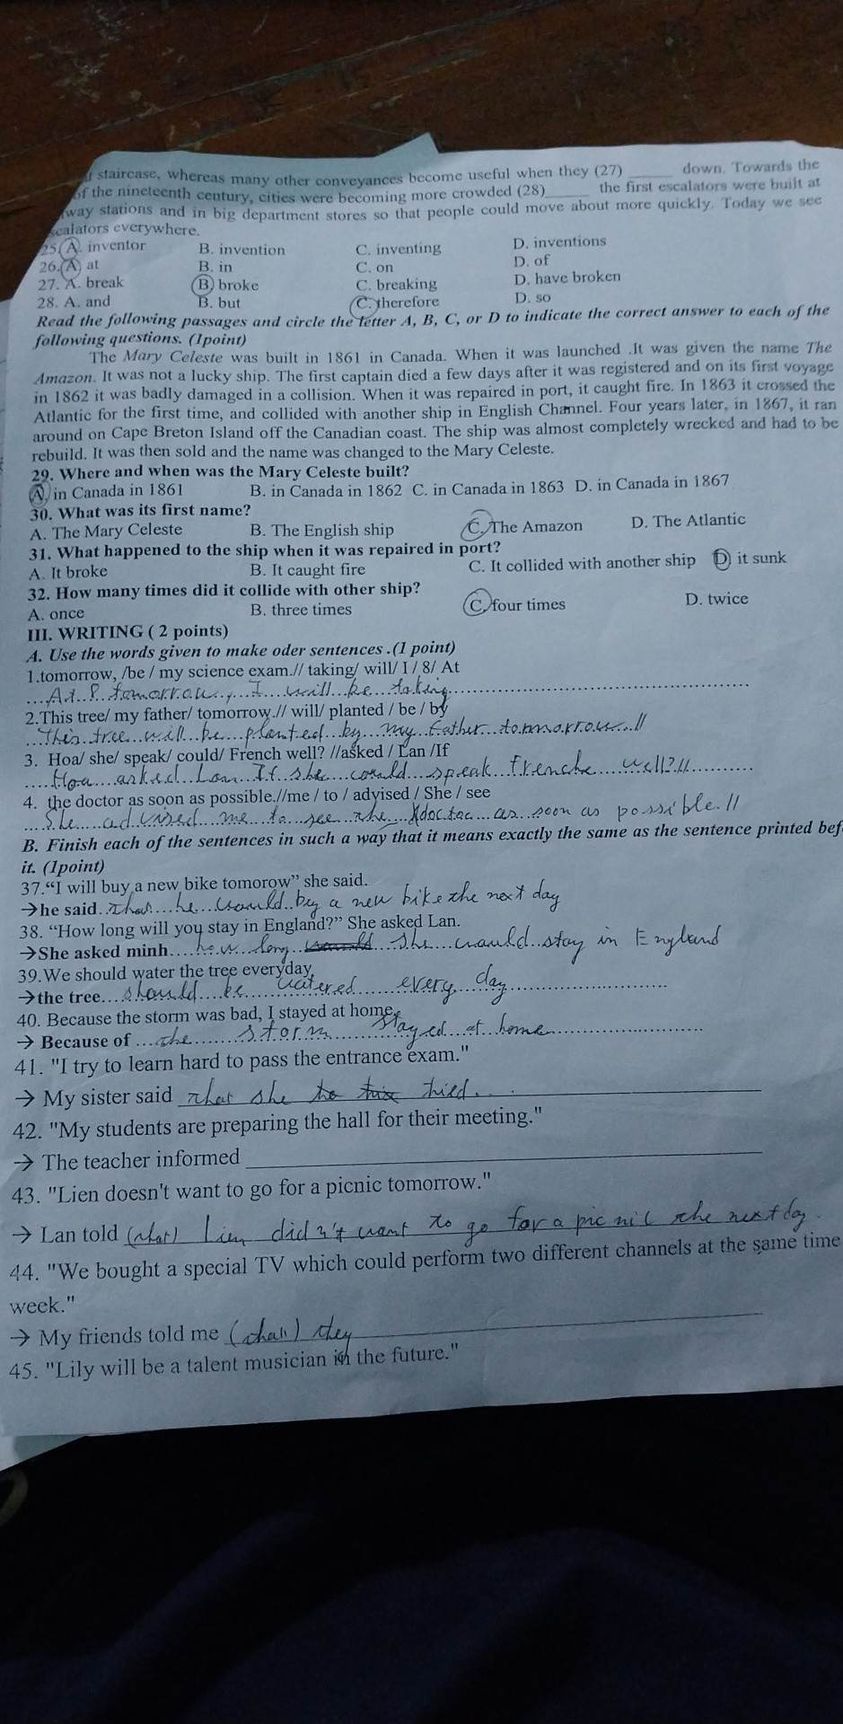 staircase, whereas many other conveyances become useful when they (27) ______ down. Towards the
of the nineteenth century, cities were becoming more crowded (28)______ the first escalators were built at
way stations and in big department stores so that people could move about more quickly. Today we see
escalators everywhere.
25. A. inventor B. invention C. inventing D. inventions
26. A. at B. in C. on D. of
27. A. break B. broke C. breaking D. have broken
28. A. and B. but C. therefore D. so
Read the following passages and circle the letter A, B, C, or D to indicate the correct answer to each of the
following questions. (1point)
The Mary Celeste was built in 1861 in Canada. When it was launched .It was given the name The
Amazon. It was not a lucky ship. The first captain died a few days after it was registered and on its first voyage
in 1862 it was badly damaged in a collision. When it was repaired in port, it caught fire. In 1863 it crossed the
Atlantic for the first time, and collided with another ship in English Channel. Four years later, in 1867, it ran
around on Cape Breton Island off the Canadian coast. The ship was almost completely wrecked and had to be
rebuild. It was then sold and the name was changed to the Mary Celeste.
29. Where and when was the Mary Celeste built?
A. in Canada in 1861 B. in Canada in 1862 C. in Canada in 1863 D. in Canada in 1867
30. What was its first name?
A. The Mary Celeste B. The English ship C. The Amazon D. The Atlantic
31. What happened to the ship when it was repaired in port?
A. It broke B. It caught fire C. It collided with another ship D. it sunk
32. How many times did it collide with other ship?
A. once B. three times C. four times D. twice
III. WRITING ( 2 points)
A. Use the words given to make oder sentences .(1 point)
1.tomorrow, /be / my science exam.// taking/ will/ I / 8/ At
At 8 tomorrow, I will be taking
2.This tree/ my father/ tomorrow.// will/ planted / be / by
This tree will be planted by my Father tomorrow.//
3. Hoa/ she/ speak/ could/ French well? //asked / Lan /If
Hoa asked Lan If she could speak Frenche well?//
4. the doctor as soon as possible.//me / to / advised / She / see
She advised me to see the doctor as soon as possible.//
B. Finish each of the sentences in such a way that it means exactly the same as the sentence printed bef
it. (1point)
37.“I will buy a new bike tomorow” she said.
→he said that he would by a new bike the next day
38. “How long will you stay in England?” She asked Lan.
→She asked minh how long she would stay in England
39.We should water the tree everyday
→the tree should be watered every day
40. Because the storm was bad, I stayed at home.
→ Because of the storm stayed at home
41. "I try to learn hard to pass the entrance exam."
→ My sister said that she tried
42. "My students are preparing the hall for their meeting."
→ The teacher informed
43. "Lien doesn't want to go for a picnic tomorrow."
→ Lan told (that) Lien didn't want to go for a picnic the next day.
44. "We bought a special TV which could perform two different channels at the same time
week."
→ My friends told me (that) they
45. "Lily will be a talent musician in the future."